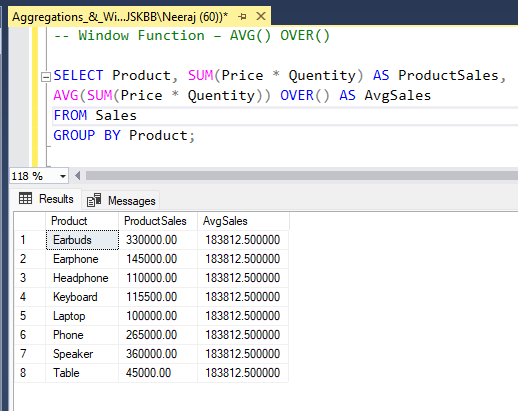 Aggregations_&_Wi...JSKBB\Neeraj (60))*
-- Window Function – AVG() OVER()
SELECT Product, SUM(Price * Quentity) AS ProductSales,
AVG(SUM(Price * Quentity)) OVER() AS AvgSales
FROM Sales
GROUP BY Product;
118 %
Results Messages
Product ProductSales AvgSales
1 Earbuds 330000.00 183812.500000
2 Earphone 145000.00 183812.500000
3 Headphone 110000.00 183812.500000
4 Keyboard 115500.00 183812.500000
5 Laptop 100000.00 183812.500000
6 Phone 265000.00 183812.500000
7 Speaker 360000.00 183812.500000
8 Table 45000.00 183812.500000